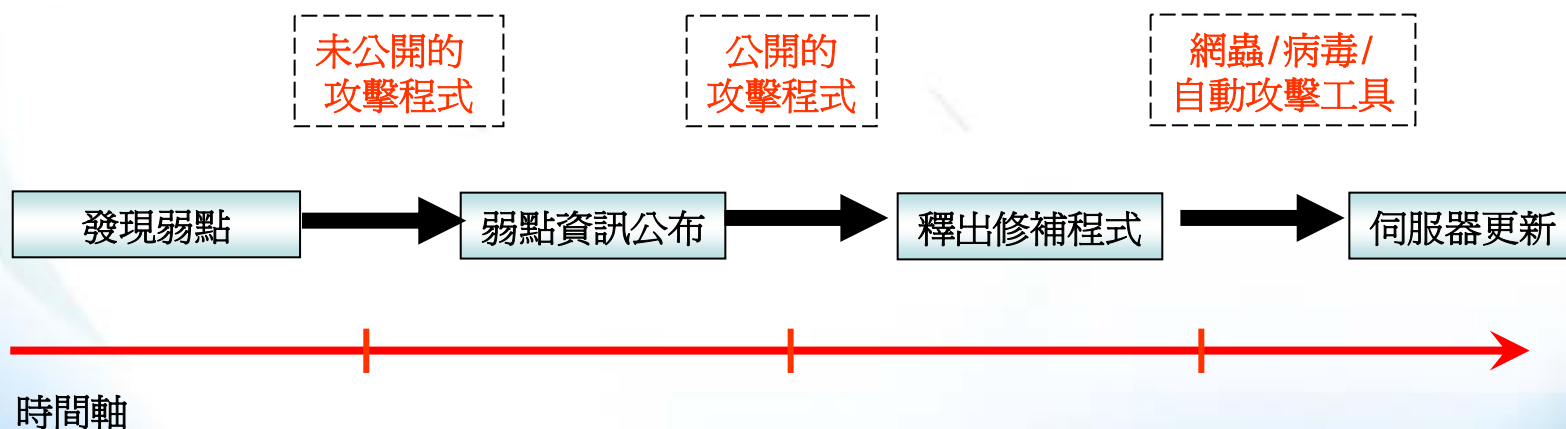 未公開的
攻擊程式
公開的
攻擊程式
網蟲/病毒/
自動攻擊工具
發現弱點
弱點資訊公布
釋出修補程式
伺服器更新
時間軸